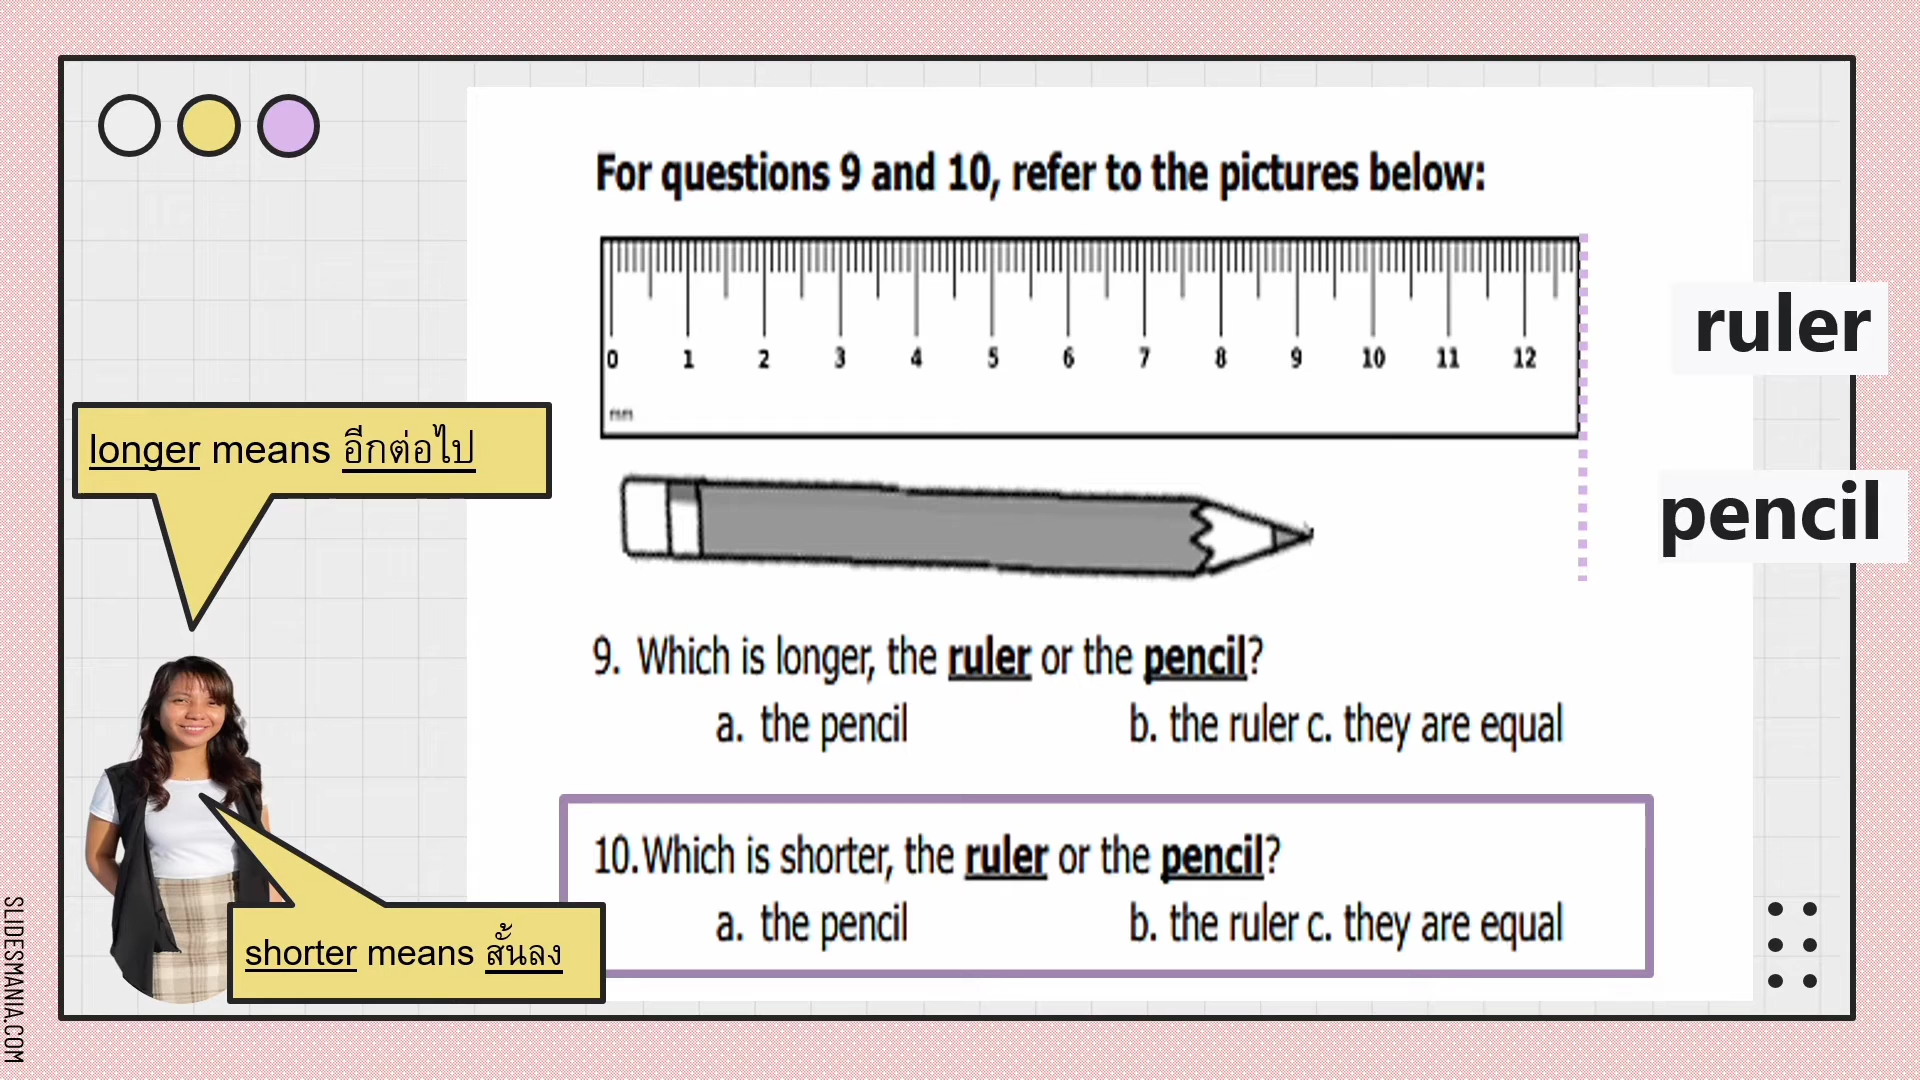 For questions 9 and 10, refer to the pictures below:
0 1 2 3 4 5 6 7 8 9 10 11 12
mm
ruler
longer means อีกต่อไป
pencil
9. Which is longer, the ruler or the pencil?
a. the pencil b. the ruler c. they are equal
10.Which is shorter, the ruler or the pencil?
a. the pencil b. the ruler c. they are equal
shorter means สั้นลง
SLIDESMANIA.COM